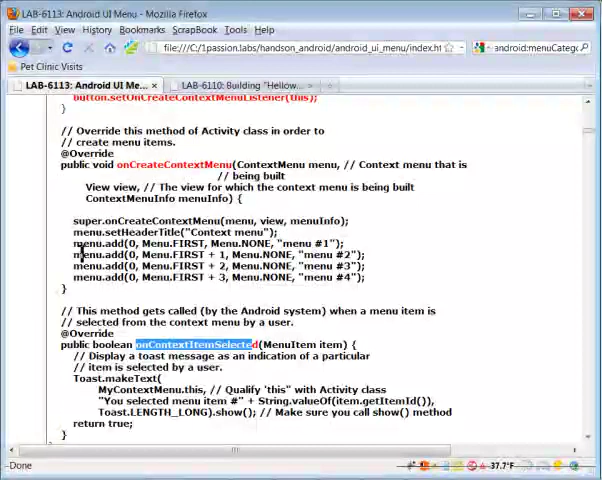 LAB-6113: Android UI Menu - Mozilla Firefox
File Edit View History Bookmarks ScrapBook Tools Help
file:///C:/1passion.labs/handson_android/android_ui_menu/index.ht
android:menuCateg
Pet Clinic Visits
LAB-6113: Android UI Me... × LAB-6110: Building "Hellow... ×
button.setOnCreateContextMenuListener(this);
}
// Override this method of Activity class in order to
// create menu items.
@Override
public void onCreateContextMenu(ContextMenu menu, // Context menu that is
// being built
View view, // The view for which the context menu is being built
ContextMenuInfo menuInfo) {
super.onCreateContextMenu(menu, view, menuInfo);
menu.setHeaderTitle("Context menu");
menu.add(0, Menu.FIRST, Menu.NONE, "menu #1");
menu.add(0, Menu.FIRST + 1, Menu.NONE, "menu #2");
menu.add(0, Menu.FIRST + 2, Menu.NONE, "menu #3");
menu.add(0, Menu.FIRST + 3, Menu.NONE, "menu #4");
}
// This method gets called (by the Android system) when a menu item is
// selected from the context menu by a user.
@Override
public boolean onContextItemSelected(MenuItem item) {
// Display a toast message as an indication of a particular
// item is selected by a user.
Toast.makeText(
MyContextMenu.this, // Qualify 'this" with Activity class
"You selected menu item #" + String.valueOf(item.getItemId()),
Toast.LENGTH_LONG).show(); // Make sure you call show() method
return true;
}
Done
37.7°F